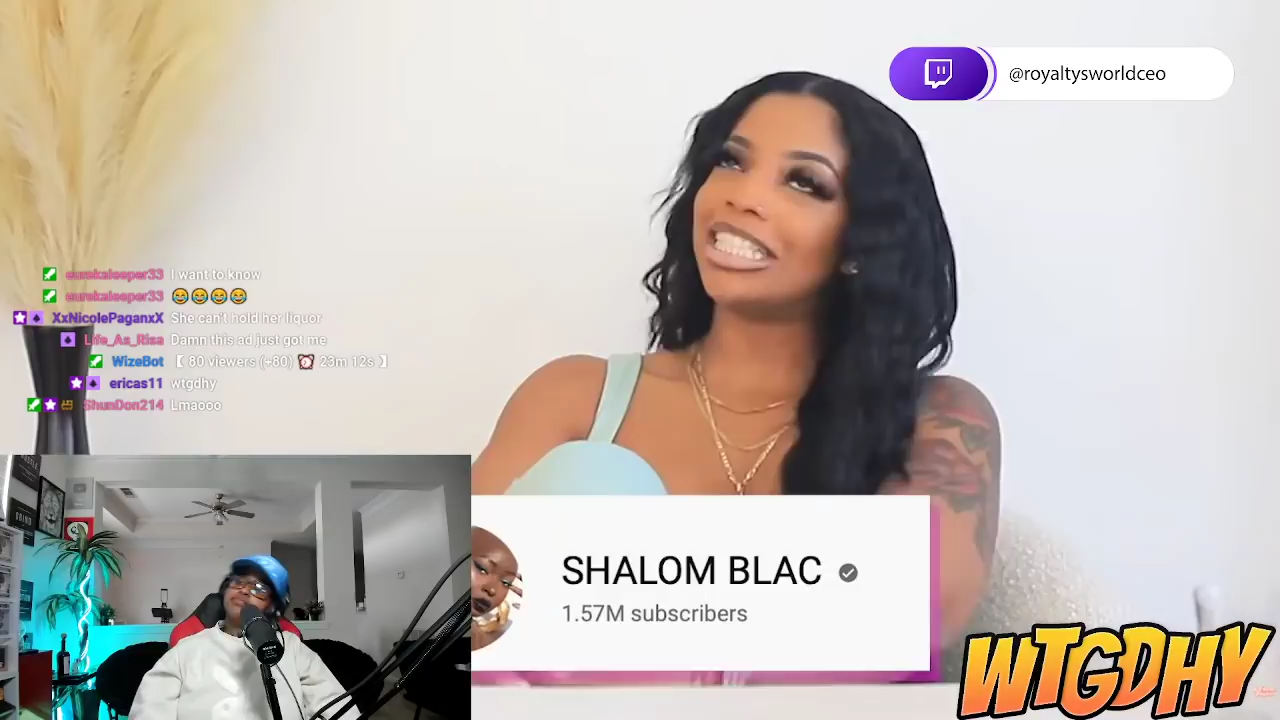 @royaltysworldceo
eurekaleeper33 I want to know
eurekaleeper33 😂😂😂😂
XxNicolePaganxX She can't hold her liquor
Life_As_Risa Damn this ad just got me
WizeBot 【 80 viewers (+80) ⏰ 23m 12s 】
ericas11 wtgdhy
ShunDon214 Lmaooo
SHALOM BLAC
1.57M subscribers
WTGDHY